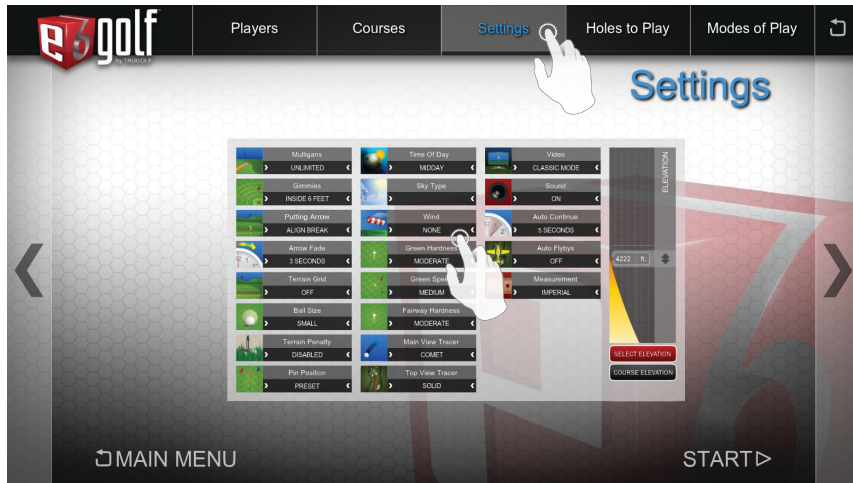 e6golf
by TRUGOLF
Players
Courses
Settings
Holes to Play
Modes of Play
Settings
Mulligans
UNLIMITED
Gimmies
INSIDE 6 FEET
Putting Arrow
ALIGN BREAK
Arrow Fade
3 SECONDS
Terrain Grid
OFF
Ball Size
SMALL
Terrain Penalty
DISABLED
Pin Position
PRESET
Time Of Day
MIDDAY
Sky Type
Wind
NONE
Green Hardness
MODERATE
Green Spe
MEDIUM
Fairway Hardness
MODERATE
Main View Tracer
COMET
Top View Tracer
SOLID
Video
CLASSIC MODE
Sound
ON
Auto Continue
5 SECONDS
Auto Flybys
OFF
Measurement
IMPERIAL
ELEVATION
4222 ft.
SELECT ELEVATION
COURSE ELEVATION
MAIN MENU
START